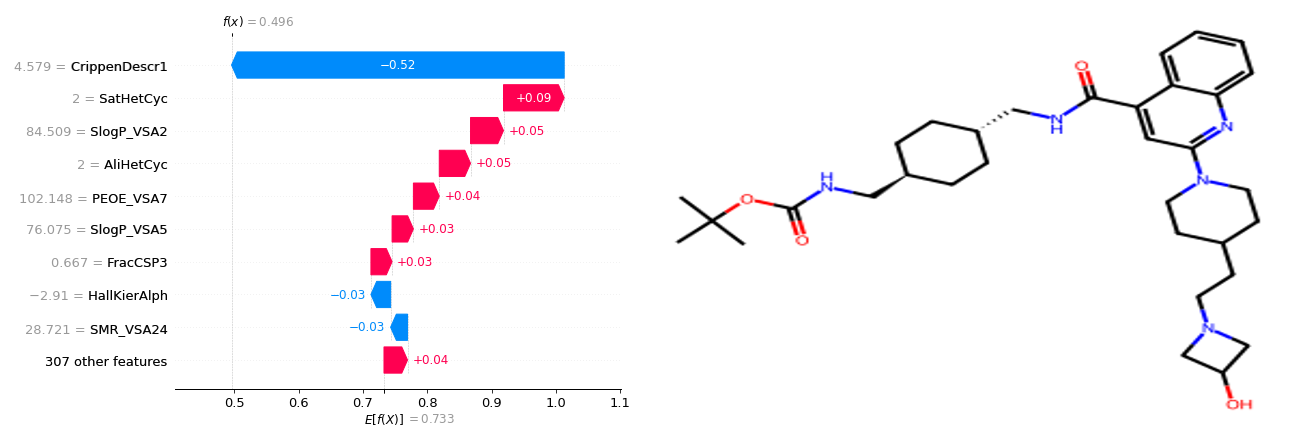 f(x) = 0.496
4.579 = CrippenDescr1
−0.52
2 = SatHetCyc
+0.09
84.509 = SlogP_VSA2
+0.05
2 = AliHetCyc
+0.05
102.148 = PEOE_VSA7
+0.04
76.075 = SlogP_VSA5
+0.03
0.667 = FracCSP3
+0.03
−2.91 = HallKierAlph
−0.03
28.721 = SMR_VSA24
−0.03
307 other features
+0.04
0.5 0.6 0.7 0.8 0.9 1.0 1.1
E[f(X)] = 0.733
O
N
H
N
H
N
O
N
O
N
OH